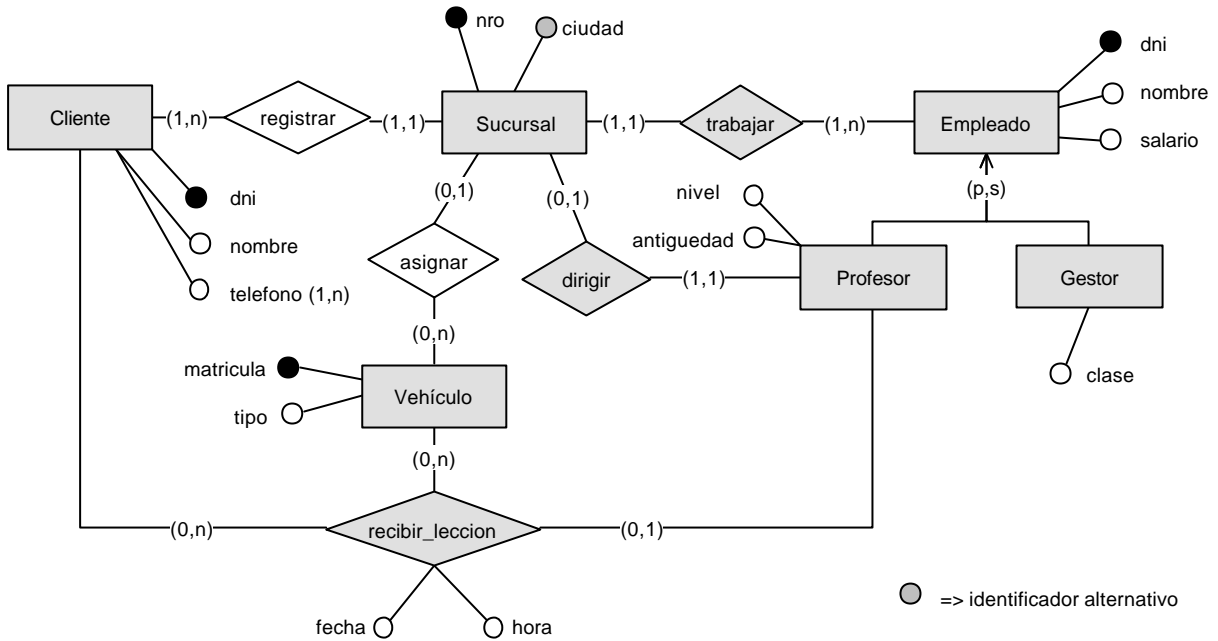 nro
ciudad
dni
nombre
salario
Cliente
(1,n)
registrar
(1,1)
Sucursal
(1,1)
trabajar
(1,n)
Empleado
dni
nombre
telefono (1,n)
(0,1)
(0,1)
(p,s)
nivel
antiguedad
asignar
dirigir
(1,1)
Profesor
Gestor
(0,n)
clase
matricula
tipo
Vehículo
(0,n)
(0,n)
recibir_leccion
(0,1)
fecha
hora
=> identificador alternativo